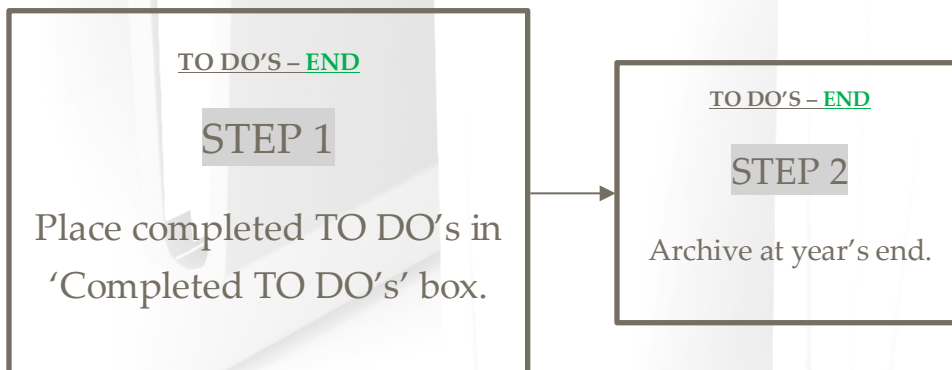 TO DO’S – END
STEP 1
Place completed TO DO’s in
‘Completed TO DO’s’ box.
TO DO’S – END
STEP 2
Archive at year’s end.